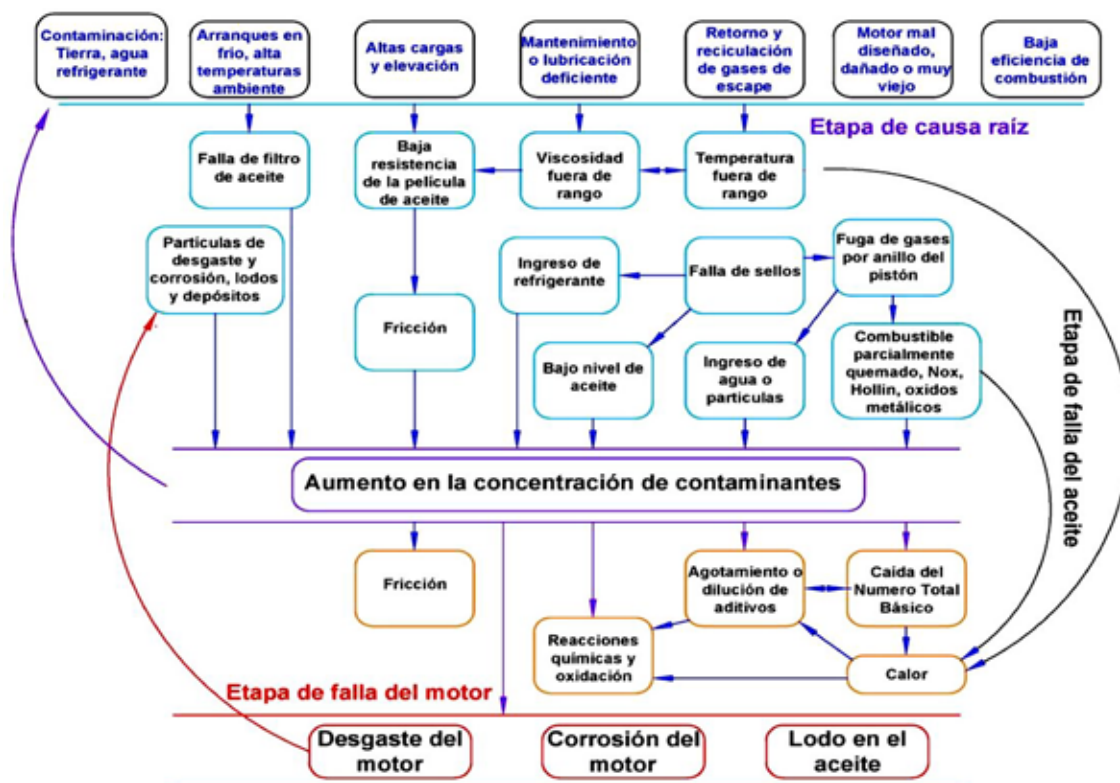 Contaminación:
Tierra, agua
refrigerante
Arranques en
frio, alta
temperaturas
ambiente
Altas cargas
y elevación
Mantenimiento
o lubricación
deficiente
Retorno y
reciculación
de gases de
escape
Motor mal
diseñado,
dañado o muy
viejo
Baja
eficiencia de
combustión
Etapa de causa raíz
Falla de filtro
de aceite
Baja
resistencia
de la película
de aceite
Viscosidad
fuera de
rango
Temperatura
fuera de
rango
Partículas de
desgaste y
corrosión, lodos
y depósitos
Ingreso de
refrigerante
Falla de sellos
Fuga de gases
por anillo del
pistón
Fricción
Bajo nivel de
aceite
Ingreso de
agua o
particulas
Combustible
parcialmente
quemado, Nox,
Hollin, oxidos
metálicos
Etapa de falla del aceite
Aumento en la concentración de contaminantes
Fricción
Agotamiento o
dilución de
aditivos
Caída del
Numero Total
Básico
Reacciones
químicas y
oxidación
Calor
Etapa de falla del motor
Desgaste del
motor
Corrosión del
motor
Lodo en el
aceite